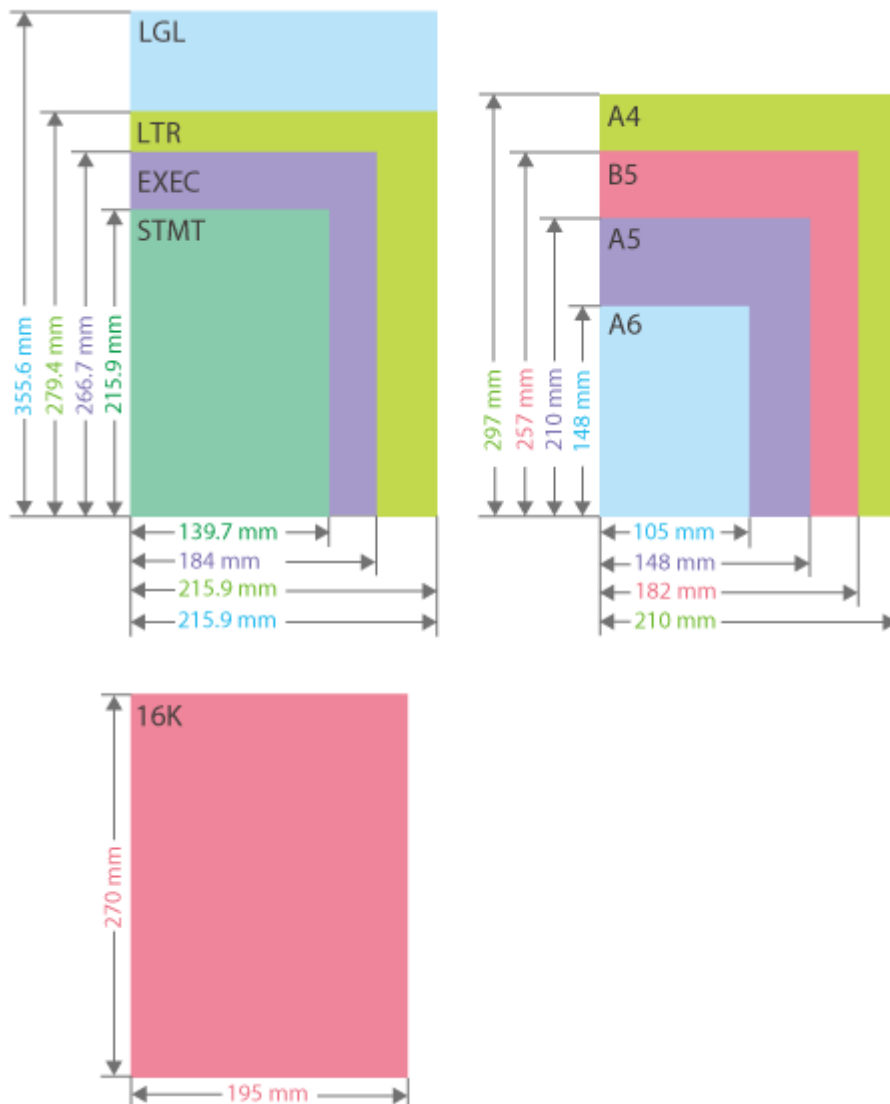 LGL
LTR
EXEC
STMT
355.6 mm
279.4 mm
266.7 mm
215.9 mm
139.7 mm
184 mm
215.9 mm
215.9 mm
A4
B5
A5
A6
297 mm
257 mm
210 mm
148 mm
105 mm
148 mm
182 mm
210 mm
16K
270 mm
195 mm